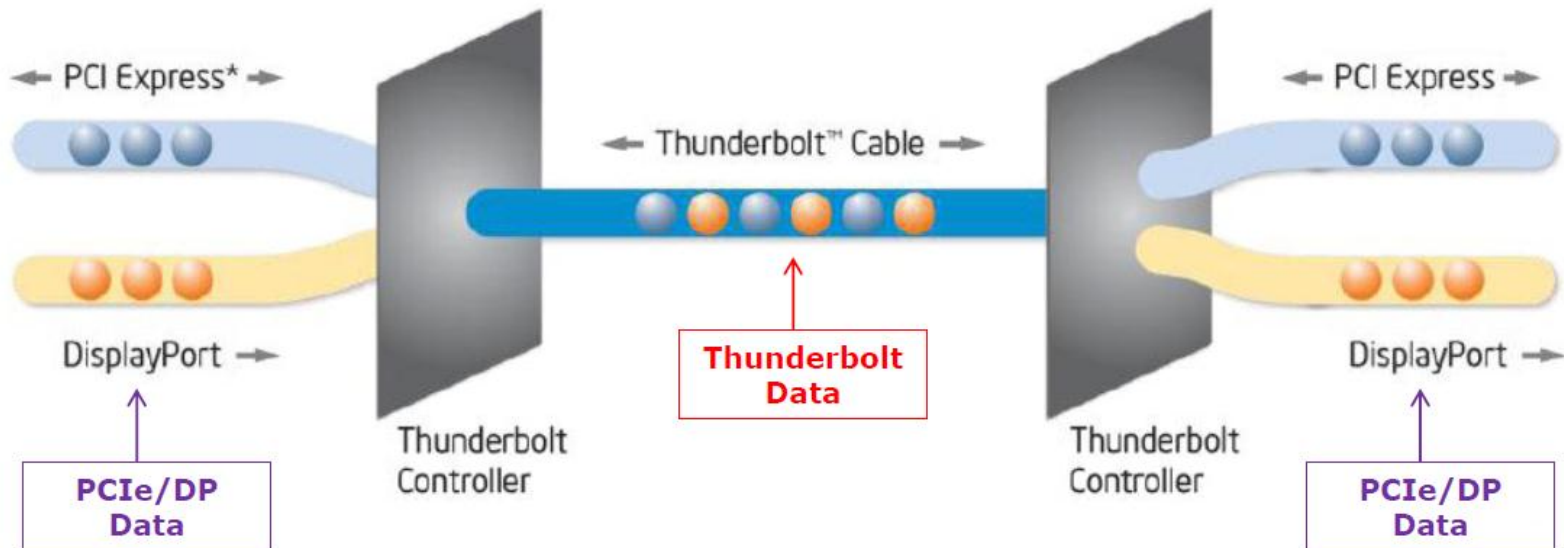 PCI Express*
PCI Express
Thunderbolt™ Cable
DisplayPort
Thunderbolt
Data
DisplayPort
Thunderbolt
Controller
Thunderbolt
Controller
PCIe/DP
Data
PCIe/DP
Data